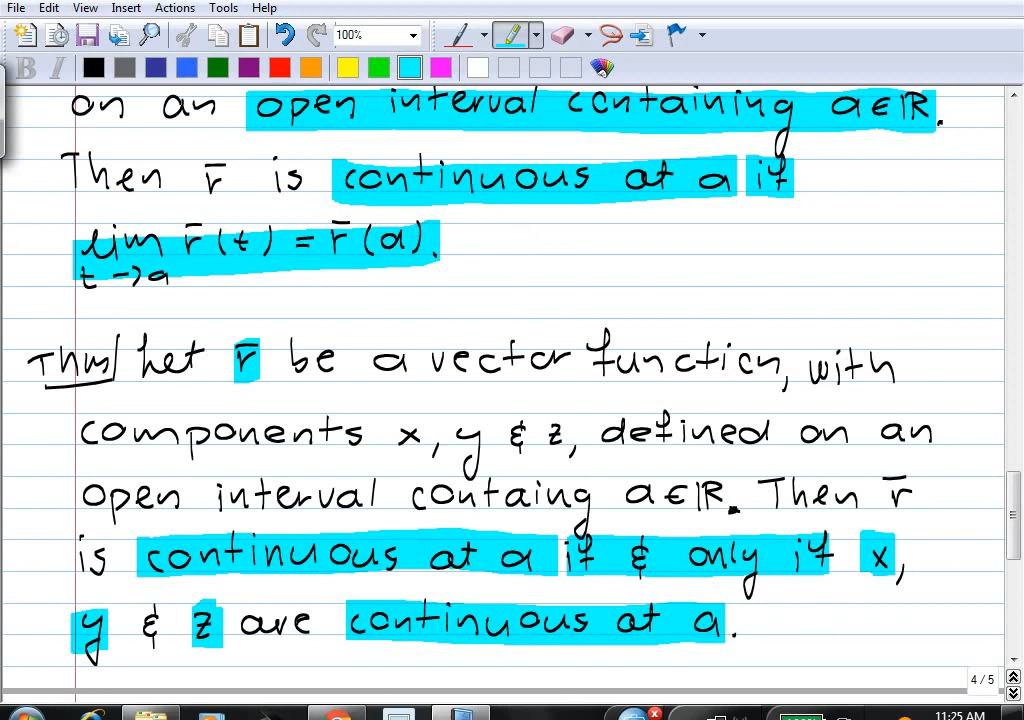 File Edit View Insert Actions Tools Help
100%
B I
on an open interval containing a∈ℝ.
Then r̄ is continuous at a if
lim r̄(t) = r̄(a).
t→a
Thm/ Let r̄ be a vector function, with
components x, y & z, defined on an
open interval containg a∈ℝ. Then r̄
is continuous at a if & only if x,
y & z are continuous at a.
4 / 5
11:25 AM